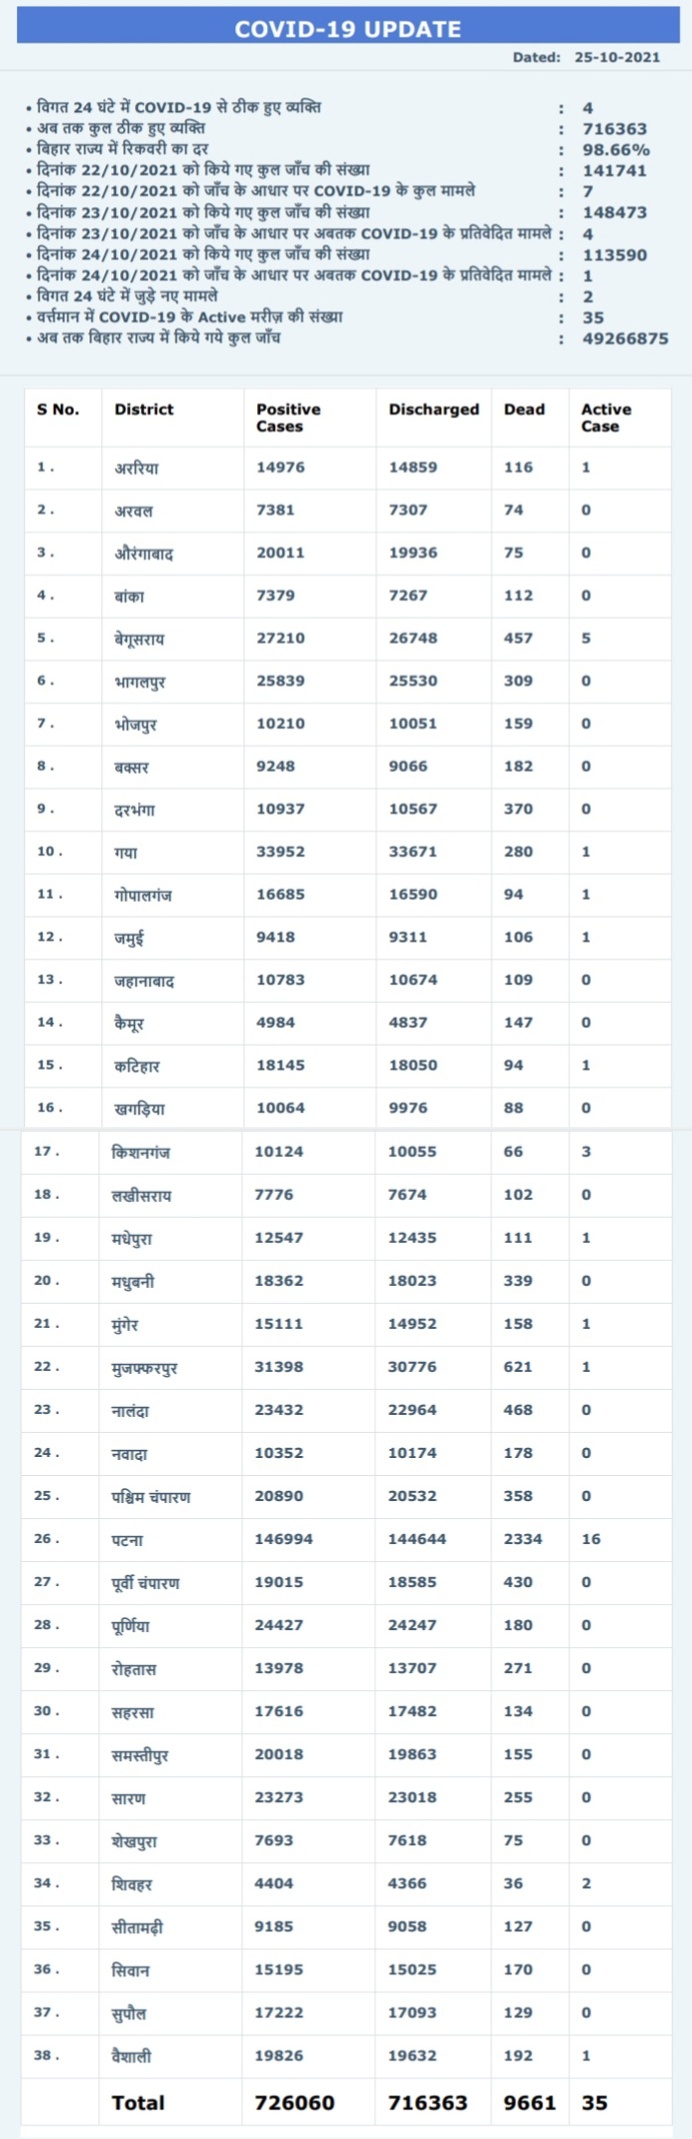 COVID-19 UPDATE
Dated: 25-10-2021
• विगत 24 घंटे में COVID-19 से ठीक हुए व्यक्ति : 4
• अब तक कुल ठीक हुए व्यक्ति : 716363
• बिहार राज्य में रिकवरी का दर : 98.66%
• दिनांक 22/10/2021 को किये गए कुल जाँच की संख्या : 141741
• दिनांक 22/10/2021 को जाँच के आधार पर COVID-19 के कुल मामले : 7
• दिनांक 23/10/2021 को किये गए कुल जाँच की संख्या : 148473
• दिनांक 23/10/2021 को जाँच के आधार पर अबतक COVID-19 के प्रतिवेदित मामले : 4
• दिनांक 24/10/2021 को किये गए कुल जाँच की संख्या : 113590
• दिनांक 24/10/2021 को जाँच के आधार पर अबतक COVID-19 के प्रतिवेदित मामले : 1
• विगत 24 घंटे में जुड़े नए मामले : 2
• वर्त्तमान में COVID-19 के Active मरीज़ की संख्या : 35
• अब तक बिहार राज्य में किये गये कुल जाँच : 49266875
S No. District Positive Cases Discharged Dead Active Case
1 . अररिया 14976 14859 116 1
2 . अरवल 7381 7307 74 0
3 . औरंगाबाद 20011 19936 75 0
4 . बांका 7379 7267 112 0
5 . बेगूसराय 27210 26748 457 5
6 . भागलपुर 25839 25530 309 0
7 . भोजपुर 10210 10051 159 0
8 . बक्सर 9248 9066 182 0
9 . दरभंगा 10937 10567 370 0
10 . गया 33952 33671 280 1
11 . गोपालगंज 16685 16590 94 1
12 . जमुई 9418 9311 106 1
13 . जहानाबाद 10783 10674 109 0
14 . कैमूर 4984 4837 147 0
15 . कटिहार 18145 18050 94 1
16 . खगड़िया 10064 9976 88 0
17 . किशनगंज 10124 10055 66 3
18 . लखीसराय 7776 7674 102 0
19 . मधेपुरा 12547 12435 111 1
20 . मधुबनी 18362 18023 339 0
21 . मुंगेर 15111 14952 158 1
22 . मुजफ्फरपुर 31398 30776 621 1
23 . नालंदा 23432 22964 468 0
24 . नवादा 10352 10174 178 0
25 . पश्चिम चंपारण 20890 20532 358 0
26 . पटना 146994 144644 2334 16
27 . पूर्वी चंपारण 19015 18585 430 0
28 . पूर्णिया 24427 24247 180 0
29 . रोहतास 13978 13707 271 0
30 . सहरसा 17616 17482 134 0
31 . समस्तीपुर 20018 19863 155 0
32 . सारण 23273 23018 255 0
33 . शेखपुरा 7693 7618 75 0
34 . शिवहर 4404 4366 36 2
35 . सीतामढ़ी 9185 9058 127 0
36 . सिवान 15195 15025 170 0
37 . सुपौल 17222 17093 129 0
38 . वैशाली 19826 19632 192 1
Total 726060 716363 9661 35